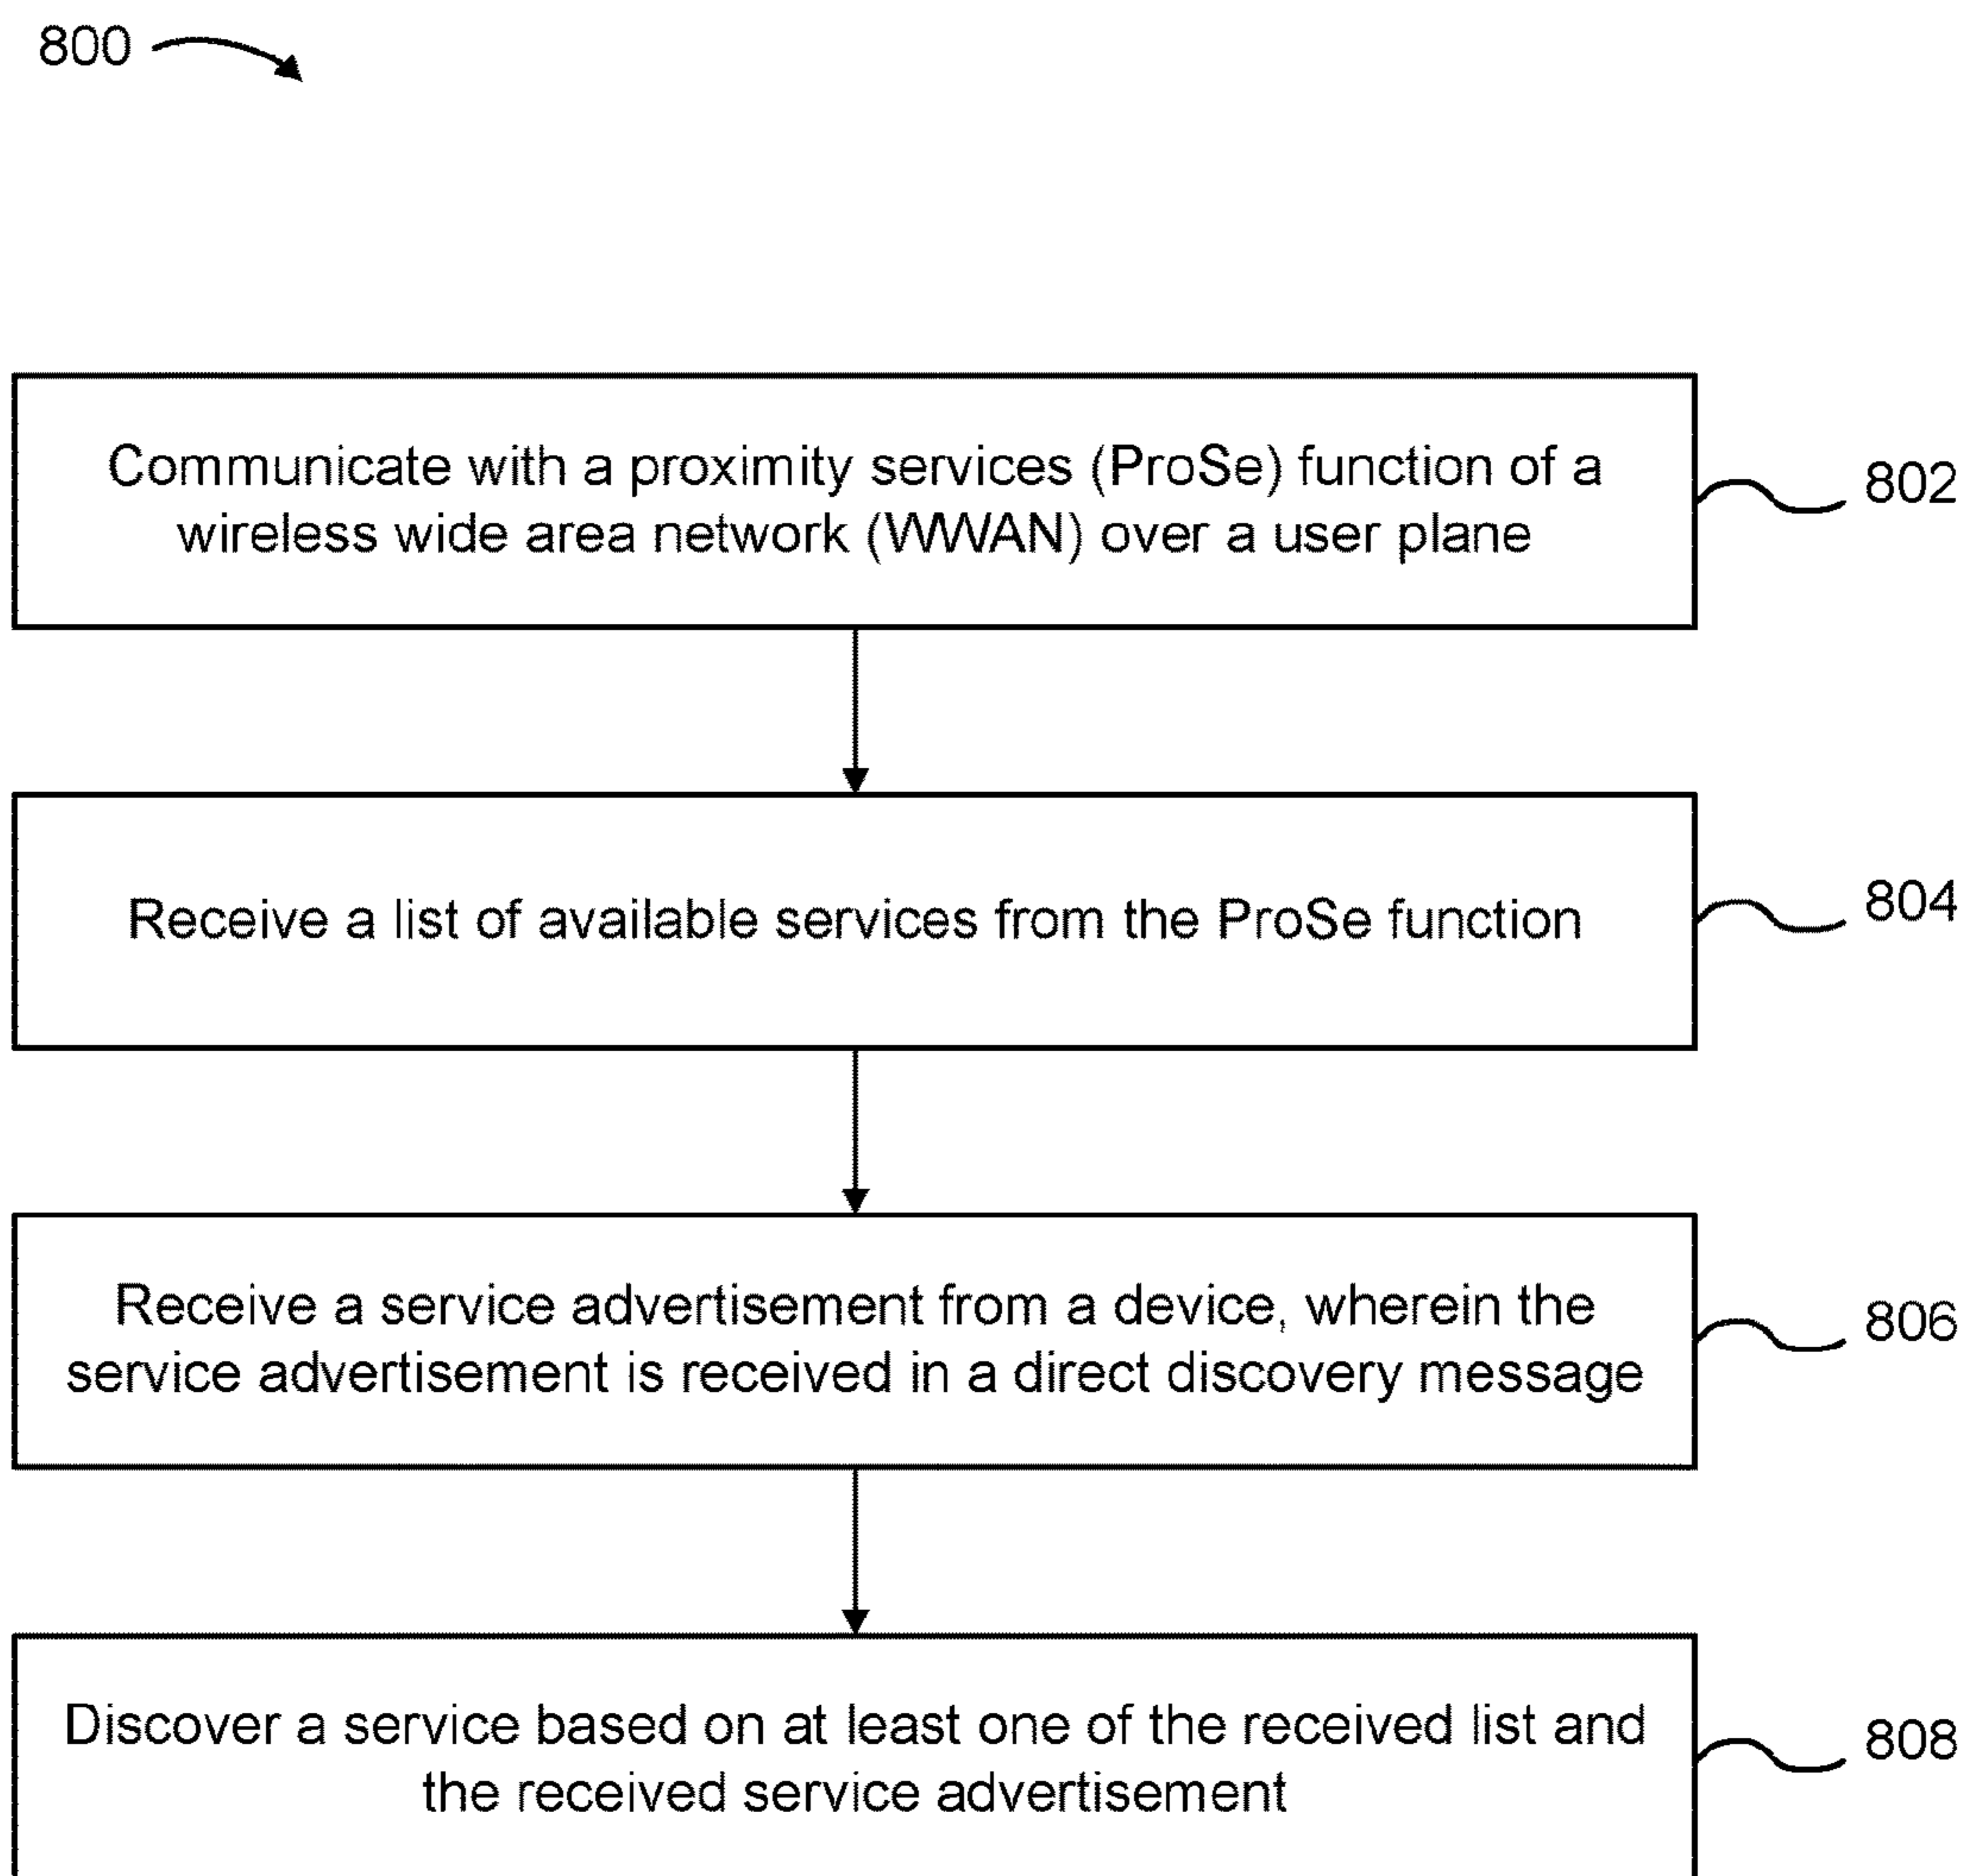 800
Communicate with a proximity services (ProSe) function of a
wireless wide area network (WWAN) over a user plane
802
Receive a list of available services from the ProSe function
804
Receive a service advertisement from a device, wherein the
service advertisement is received in a direct discovery message
806
Discover a service based on at least one of the received list and
the received service advertisement
808